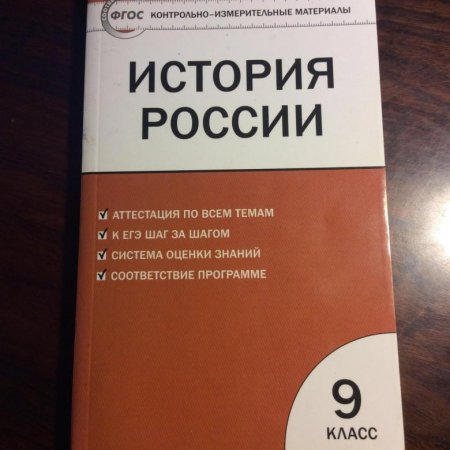 ФГОС
КОНТРОЛЬНО-ИЗМЕРИТЕЛЬНЫЕ МАТЕРИАЛЫ
ИСТОРИЯ
РОССИИ
АТТЕСТАЦИЯ ПО ВСЕМ ТЕМАМ
К ЕГЭ ШАГ ЗА ШАГОМ
СИСТЕМА ОЦЕНКИ ЗНАНИЙ
СООТВЕТСТВИЕ ПРОГРАММЕ
9
КЛАСС